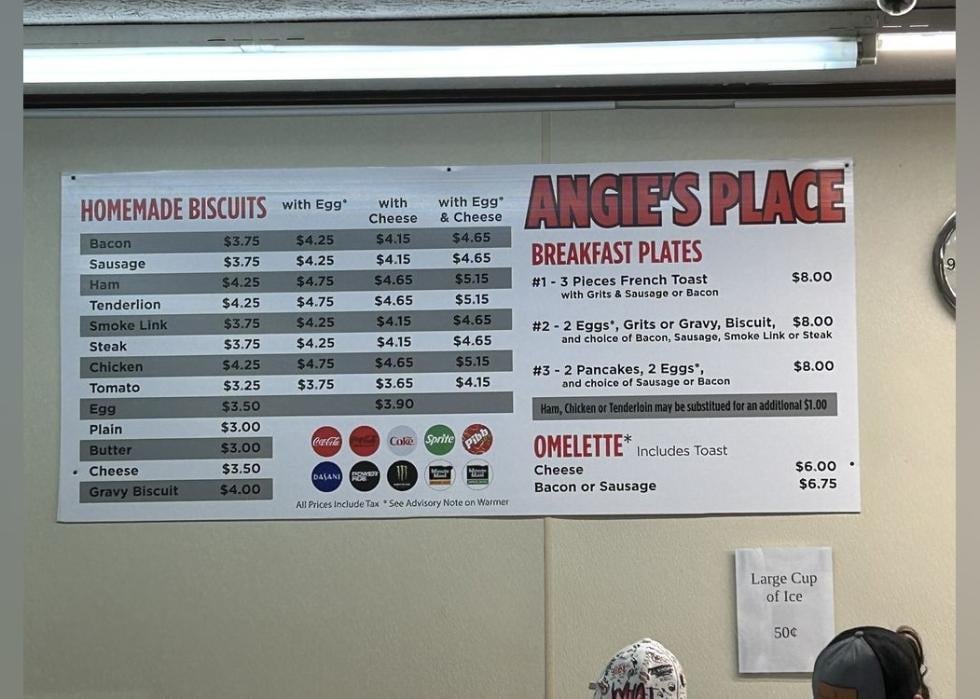 HOMEMADE BISCUITS with Egg* with Cheese with Egg* & Cheese
Bacon $3.75 $4.25 $4.15 $4.65
Sausage $3.75 $4.25 $4.15 $4.65
Ham $4.25 $4.75 $4.65 $5.15
Tenderlion $4.25 $4.75 $4.65 $5.15
Smoke Link $3.75 $4.25 $4.15 $4.65
Steak $3.75 $4.25 $4.15 $4.65
Chicken $4.25 $4.75 $4.65 $5.15
Tomato $3.25 $3.75 $3.65 $4.15
Egg $3.50 $3.90
Plain $3.00
Butter $3.00
Cheese $3.50
Gravy Biscuit $4.00
Coca-Cola Coke Sprite Pibb
DASANI POWERADE
All Prices Include Tax *See Advisory Note on Warmer
ANGIE'S PLACE
BREAKFAST PLATES
#1 - 3 Pieces French Toast $8.00
with Grits & Sausage or Bacon
#2 - 2 Eggs*, Grits or Gravy, Biscuit, $8.00
and choice of Bacon, Sausage, Smoke Link or Steak
#3 - 2 Pancakes, 2 Eggs*, $8.00
and choice of Sausage or Bacon
Ham, Chicken or Tenderloin may be substitued for an additional $1.00
OMELETTE* Includes Toast
Cheese $6.00
Bacon or Sausage $6.75
9
Large Cup
of Ice
50¢